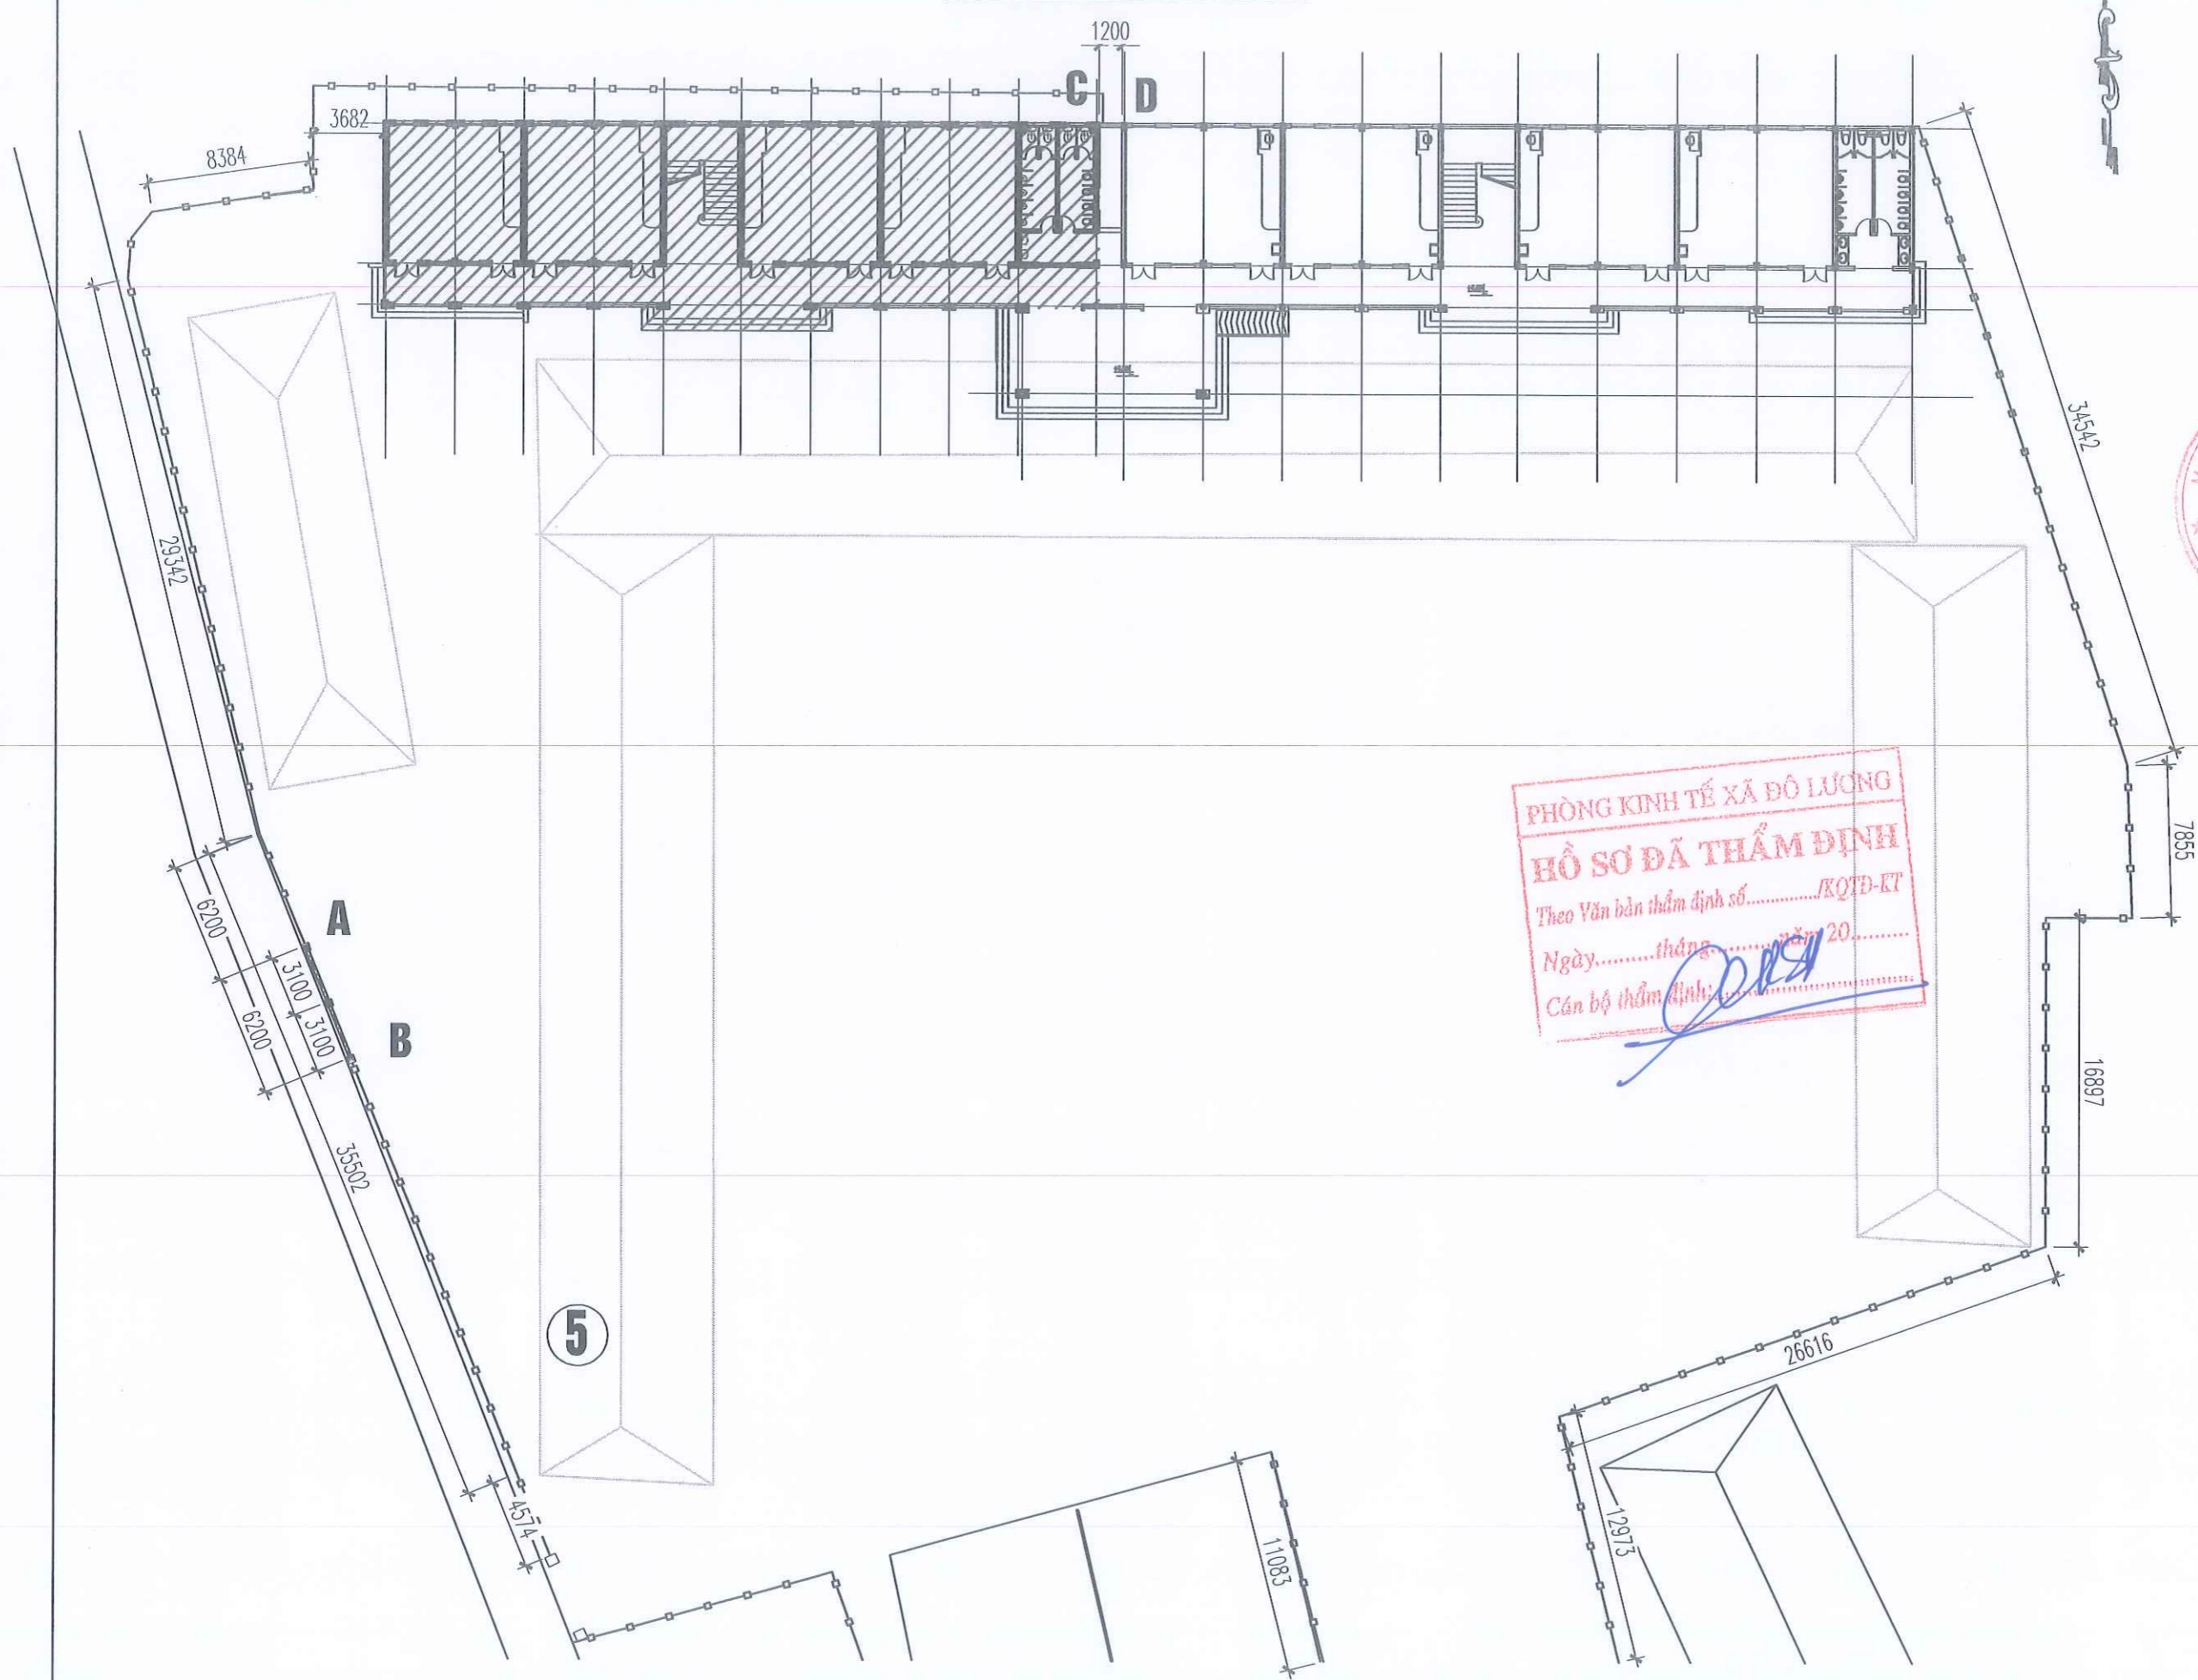 1200
C D
3682
8384
34542
29342
7855
PHÒNG KINH TẾ XÃ ĐÔ LƯƠNG
HỒ SƠ ĐÃ THẨM ĐỊNH
Theo Văn bản thẩm định số............../KQTĐ-KT
Ngày..........tháng..........năm 20..........
Cán bộ thẩm định:
A
6200
3100
3100
6200
B
16897
35502
5
26616
4574
11083
12973